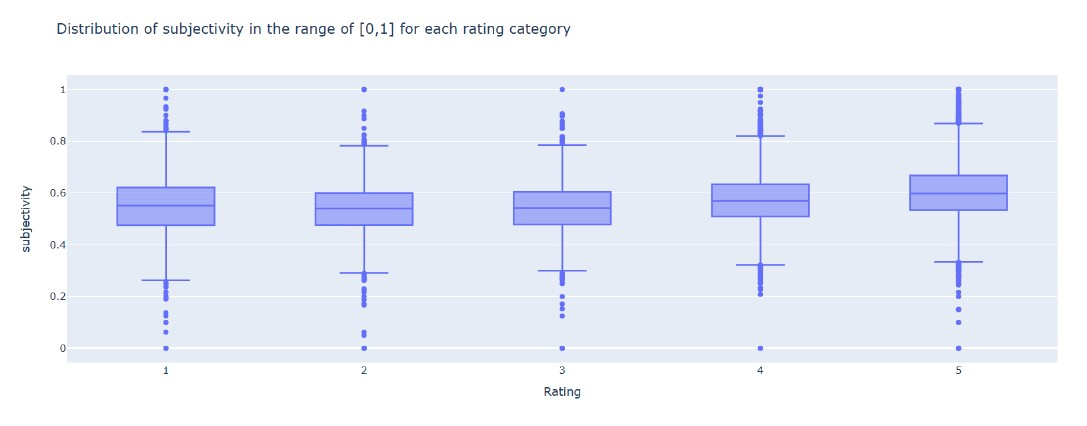 Distribution of subjectivity in the range of [0,1] for each rating category
1
0.8
0.6
0.4
0.2
0
subjectivity
1 2 3 4 5
Rating